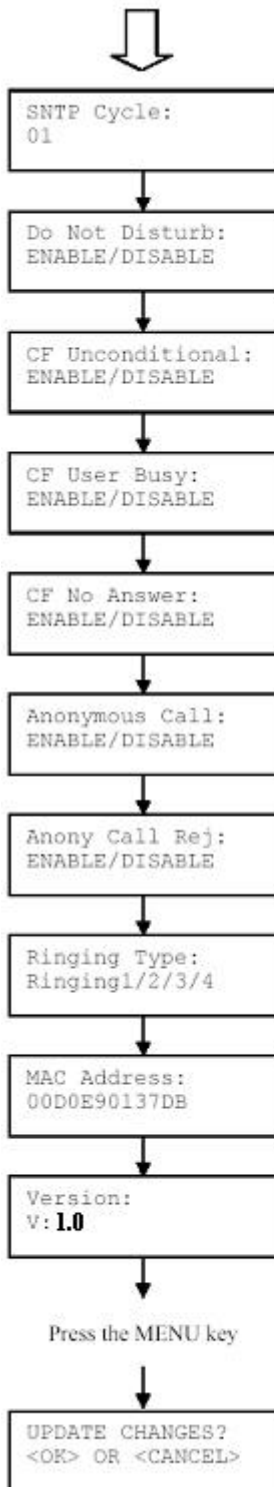 SNTP Cycle:
01
Do Not Disturb:
ENABLE/DISABLE
CF Unconditional:
ENABLE/DISABLE
CF User Busy:
ENABLE/DISABLE
CF No Answer:
ENABLE/DISABLE
Anonymous Call:
ENABLE/DISABLE
Anony Call Rej:
ENABLE/DISABLE
Ringing Type:
Ringing1/2/3/4
MAC Address:
00D0E90137DB
Version:
V:1.0
Press the MENU key
UPDATE CHANGES?
<OK> OR <CANCEL>